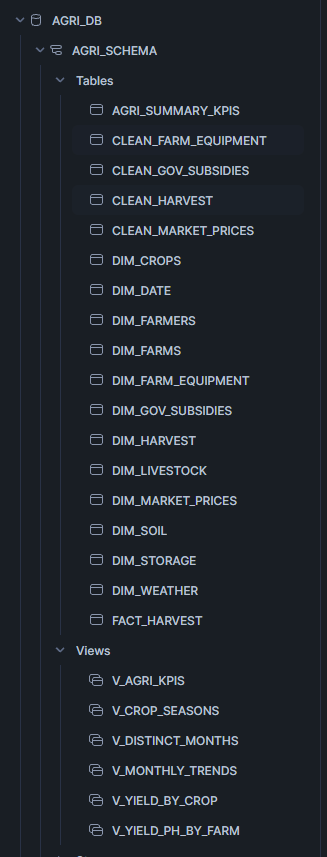 AGRI_DB
AGRI_SCHEMA
Tables
AGRI_SUMMARY_KPIS
CLEAN_FARM_EQUIPMENT
CLEAN_GOV_SUBSIDIES
CLEAN_HARVEST
CLEAN_MARKET_PRICES
DIM_CROPS
DIM_DATE
DIM_FARMERS
DIM_FARMS
DIM_FARM_EQUIPMENT
DIM_GOV_SUBSIDIES
DIM_HARVEST
DIM_LIVESTOCK
DIM_MARKET_PRICES
DIM_SOIL
DIM_STORAGE
DIM_WEATHER
FACT_HARVEST
Views
V_AGRI_KPIS
V_CROP_SEASONS
V_DISTINCT_MONTHS
V_MONTHLY_TRENDS
V_YIELD_BY_CROP
V_YIELD_PH_BY_FARM